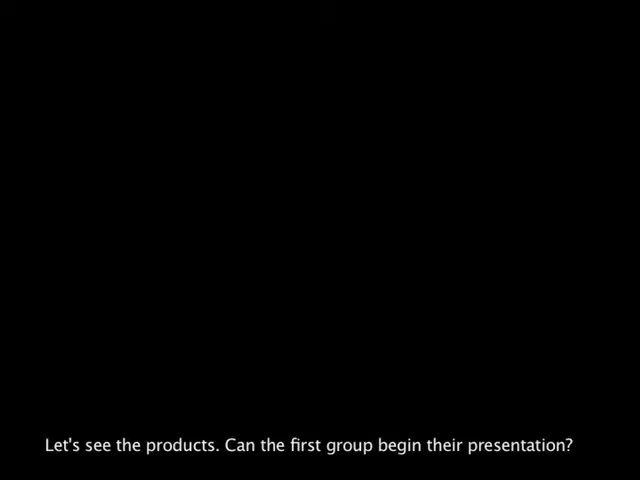 Let's see the products. Can the first group begin their presentation?